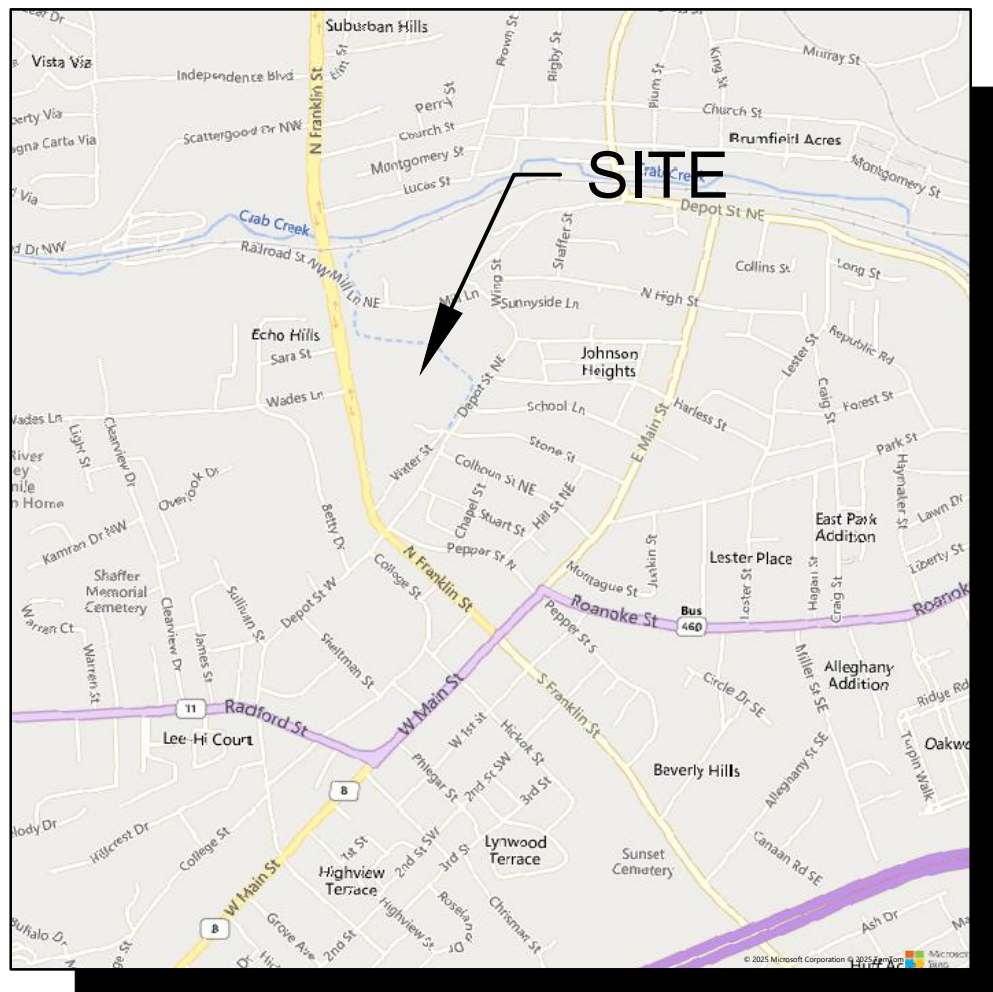 Suburban Hills
Vista Via
N Franklin St
Independence Blvd
Brown St
Rigby St
Plum St
King St
Murray St
Perry St
Church St
Church St
Scattergood Dr NW
Brumfield Acres
Montgomery St
Montgomery St
Lucas St
SITE
Crab Creek
Crab Creek
Depot St NE
Railroad St NW
Mill Ln NE
Mill Ln
Wing St
Shaffer St
Sunnyside Ln
N High St
Collins St
Long St
Echo Hills
Sara St
Johnson
Heights
Lester St
Republic Rd
Wades Ln
Wades Ln
Depot St NE
School Ln
Harless St
E Main St
Craig St
Forest St
Park St
Light St
Clearview Dr
Overlook Dr
Water St
Stone St
Colhoun St NE
Haymaker St
Kamran Dr NW
Betty Dr
Chapel St
Stuart St
Hill St NE
East Park
Addition
Lawn Dr
Shaffer
Memorial
Cemetery
Pepper St N
College St
N Franklin St
Junkin St
Lester Place
Liberty St
Montague St
Lester St
Hagan St
Craig St
Warren Ct
Warren St
Clearview Dr
James St
Sullivan St
Depot St W
Sheltman St
Roanoke St
Bus
460
Pepper St S
Miller St SE
Alleghany
Addition
11
Radford St
W Main St
S Franklin St
Circle Dr SE
Ridge Rd
Lee-Hi Court
W 1st St
Hickok St
Phlegar St
2nd St SW
3rd St
Beverly Hills
Alleghany St SE
Turpin Walk
8
Hillcrest Dr
College St
1st St
2nd St SW
3rd St
Lynwood
Terrace
Sunset
Cemetery
Canaan Rd SE
Highview
Terrace
W Main St
8
Grove Ave
2nd St
Highview St
Roseland Dr
Chrisman St
Ash Dr
© 2025 Microsoft Corporation © 2025 TomTom